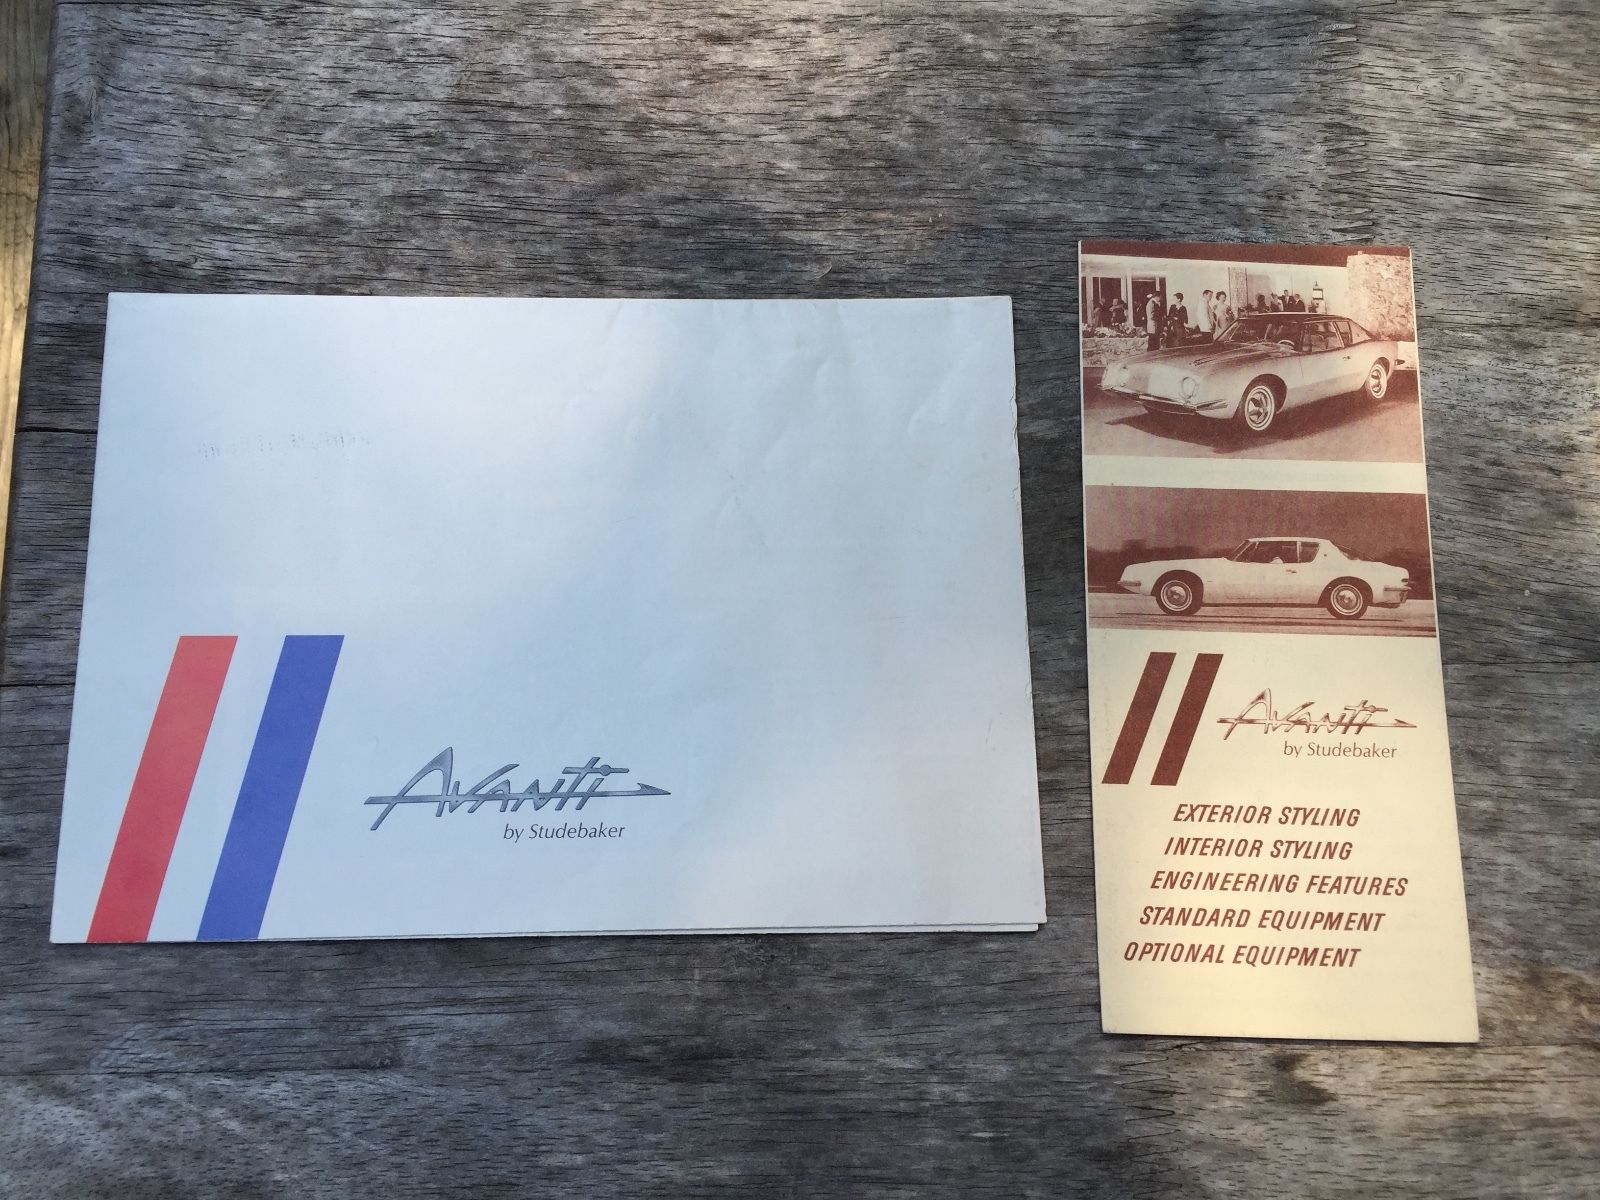 Avanti
by Studebaker
Avanti
by Studebaker
EXTERIOR STYLING
INTERIOR STYLING
ENGINEERING FEATURES
STANDARD EQUIPMENT
OPTIONAL EQUIPMENT